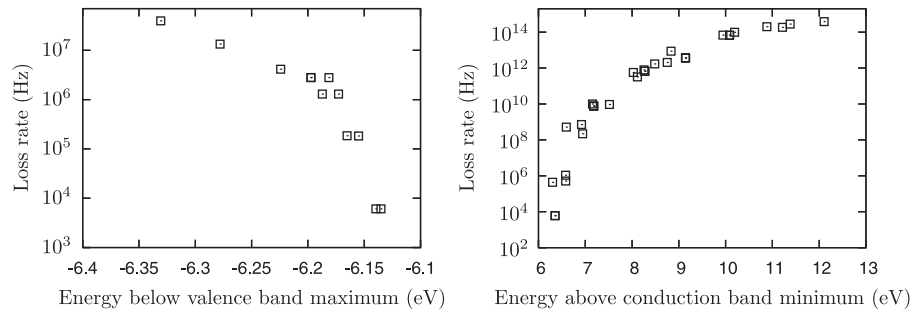 Loss rate (Hz)
10^7
10^6
10^5
10^4
10^3
-6.4 -6.35 -6.3 -6.25 -6.2 -6.15 -6.1
Energy below valence band maximum (eV)
Loss rate (Hz)
10^14
10^12
10^10
10^8
10^6
10^4
10^2
6 7 8 9 10 11 12 13
Energy above conduction band minimum (eV)